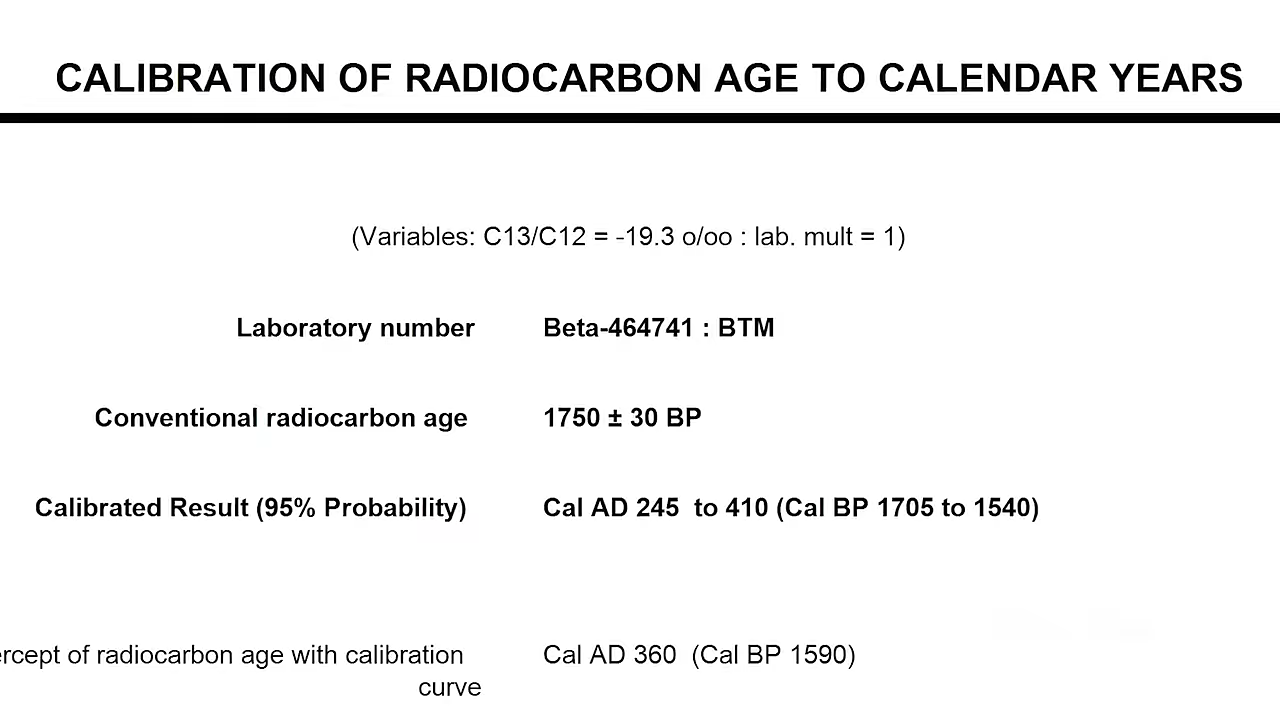 CALIBRATION OF RADIOCARBON AGE TO CALENDAR YEARS
(Variables: C13/C12 = -19.3 o/oo : lab. mult = 1)
Laboratory number Beta-464741 : BTM
Conventional radiocarbon age 1750 ± 30 BP
Calibrated Result (95% Probability) Cal AD 245 to 410 (Cal BP 1705 to 1540)
of radiocarbon age with calibration Cal AD 360 (Cal BP 1590)
curve